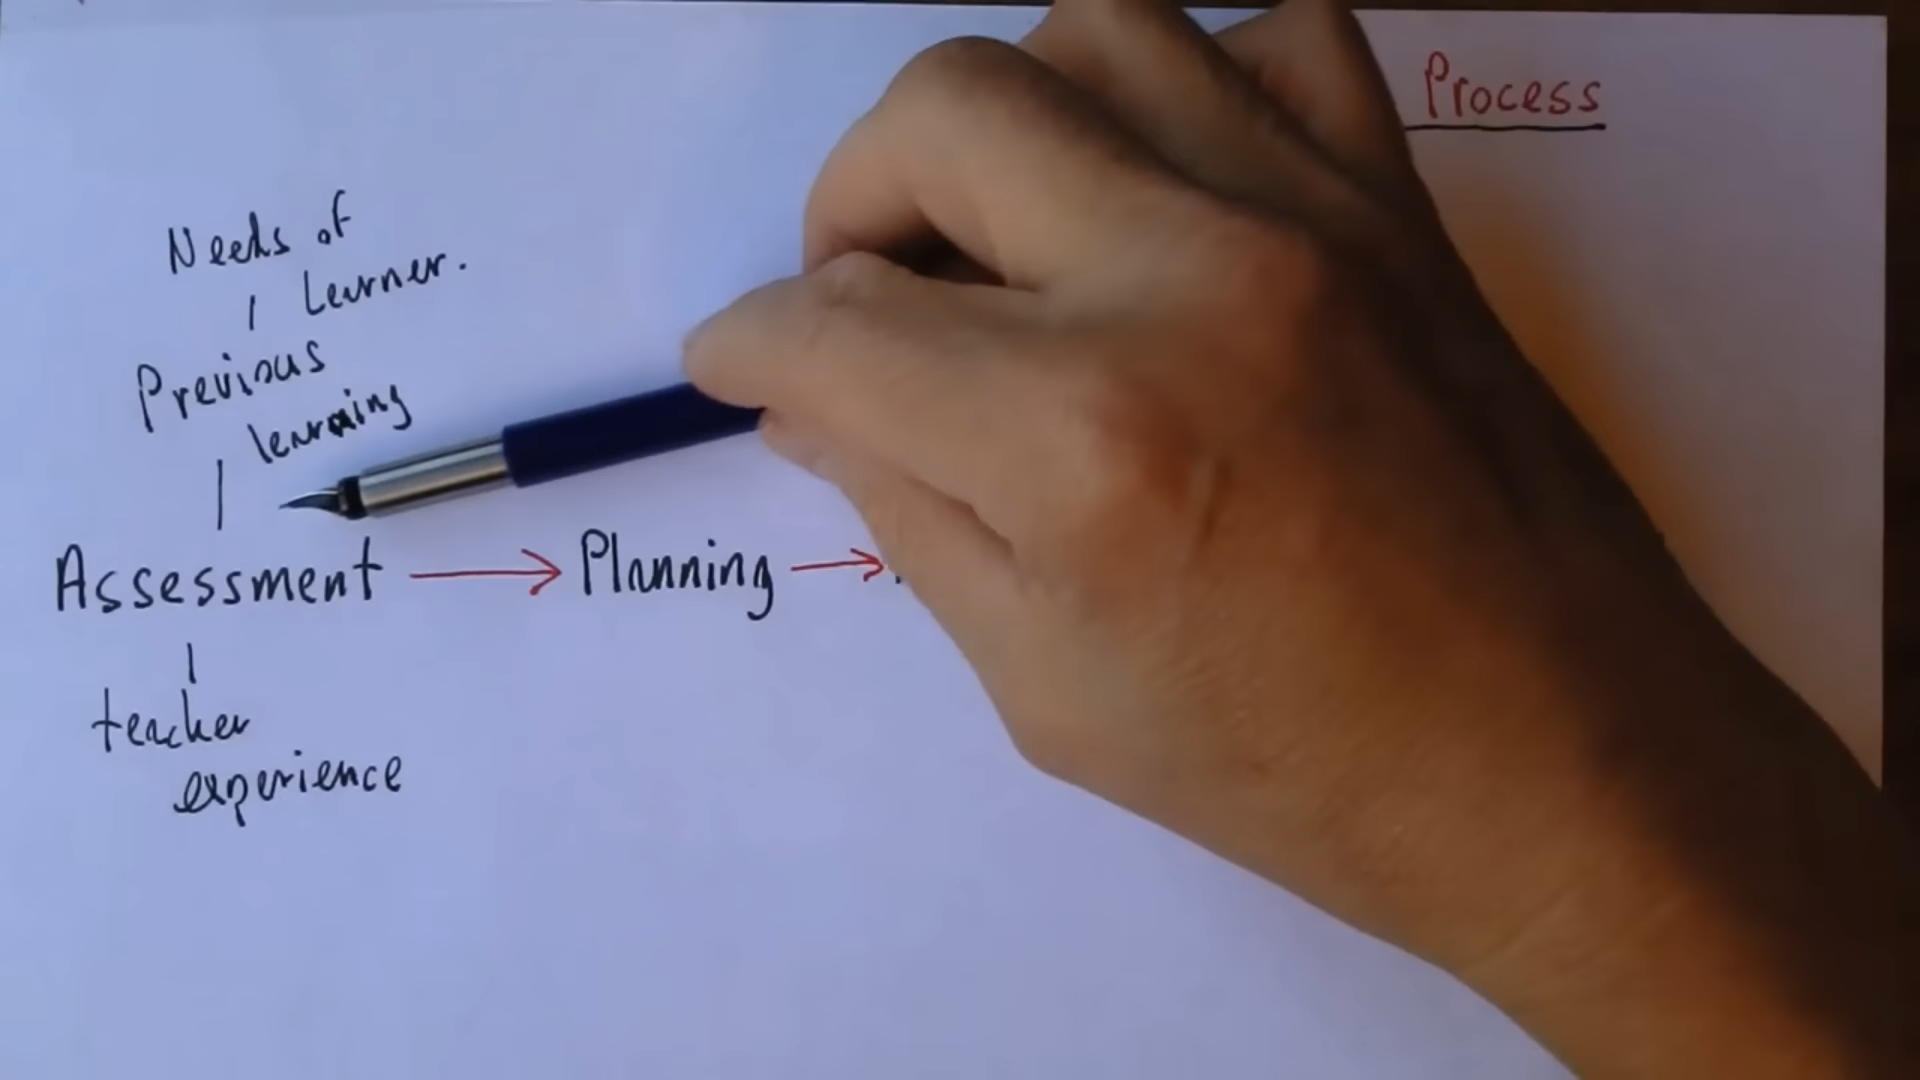 Process
Needs of
Learner.
Previous
learning
Assessment → Planning →
teacher
experience